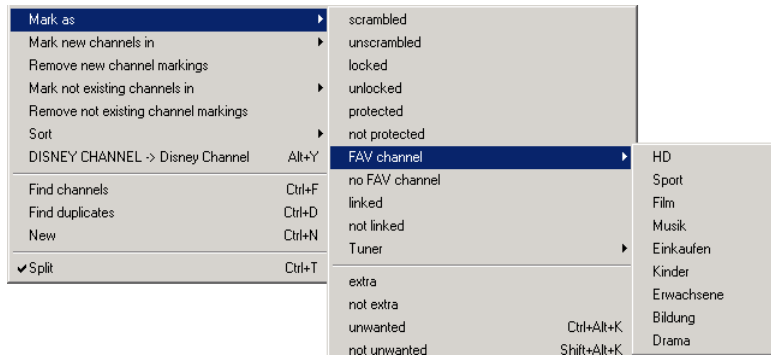 Mark as
Mark new channels in
Remove new channel markings
Mark not existing channels in
Remove not existing channel markings
Sort
DISNEY CHANNEL -> Disney Channel Alt+Y
Find channels Ctrl+F
Find duplicates Ctrl+D
New Ctrl+N
Split Ctrl+T
scrambled
unscrambled
locked
unlocked
protected
not protected
FAV channel
no FAV channel
linked
not linked
Tuner
extra
not extra
unwanted Ctrl+Alt+K
not unwanted Shift+Alt+K
HD
Sport
Film
Musik
Einkaufen
Kinder
Erwachsene
Bildung
Drama